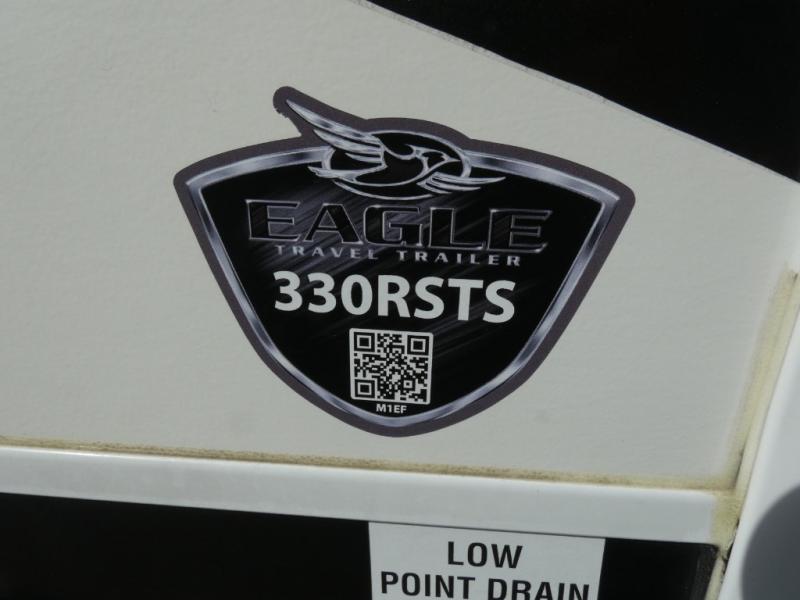 EAGLE
TRAVEL TRAILER
330RSTS
M1EF
LOW
POINT DRAIN